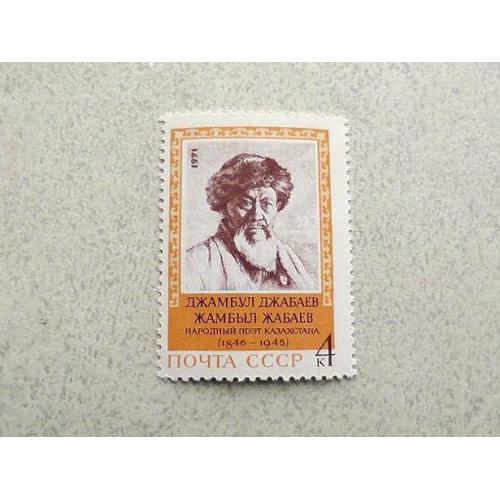 1971
ДЖАМБУЛ ДЖАБАЕВ
ЖАМБЫЛ ЖАБАЕВ
НАРОДНЫЙ ПОЭТ КАЗАХСТАНА
(1846 – 1945)
ПОЧТА СССР 4 К